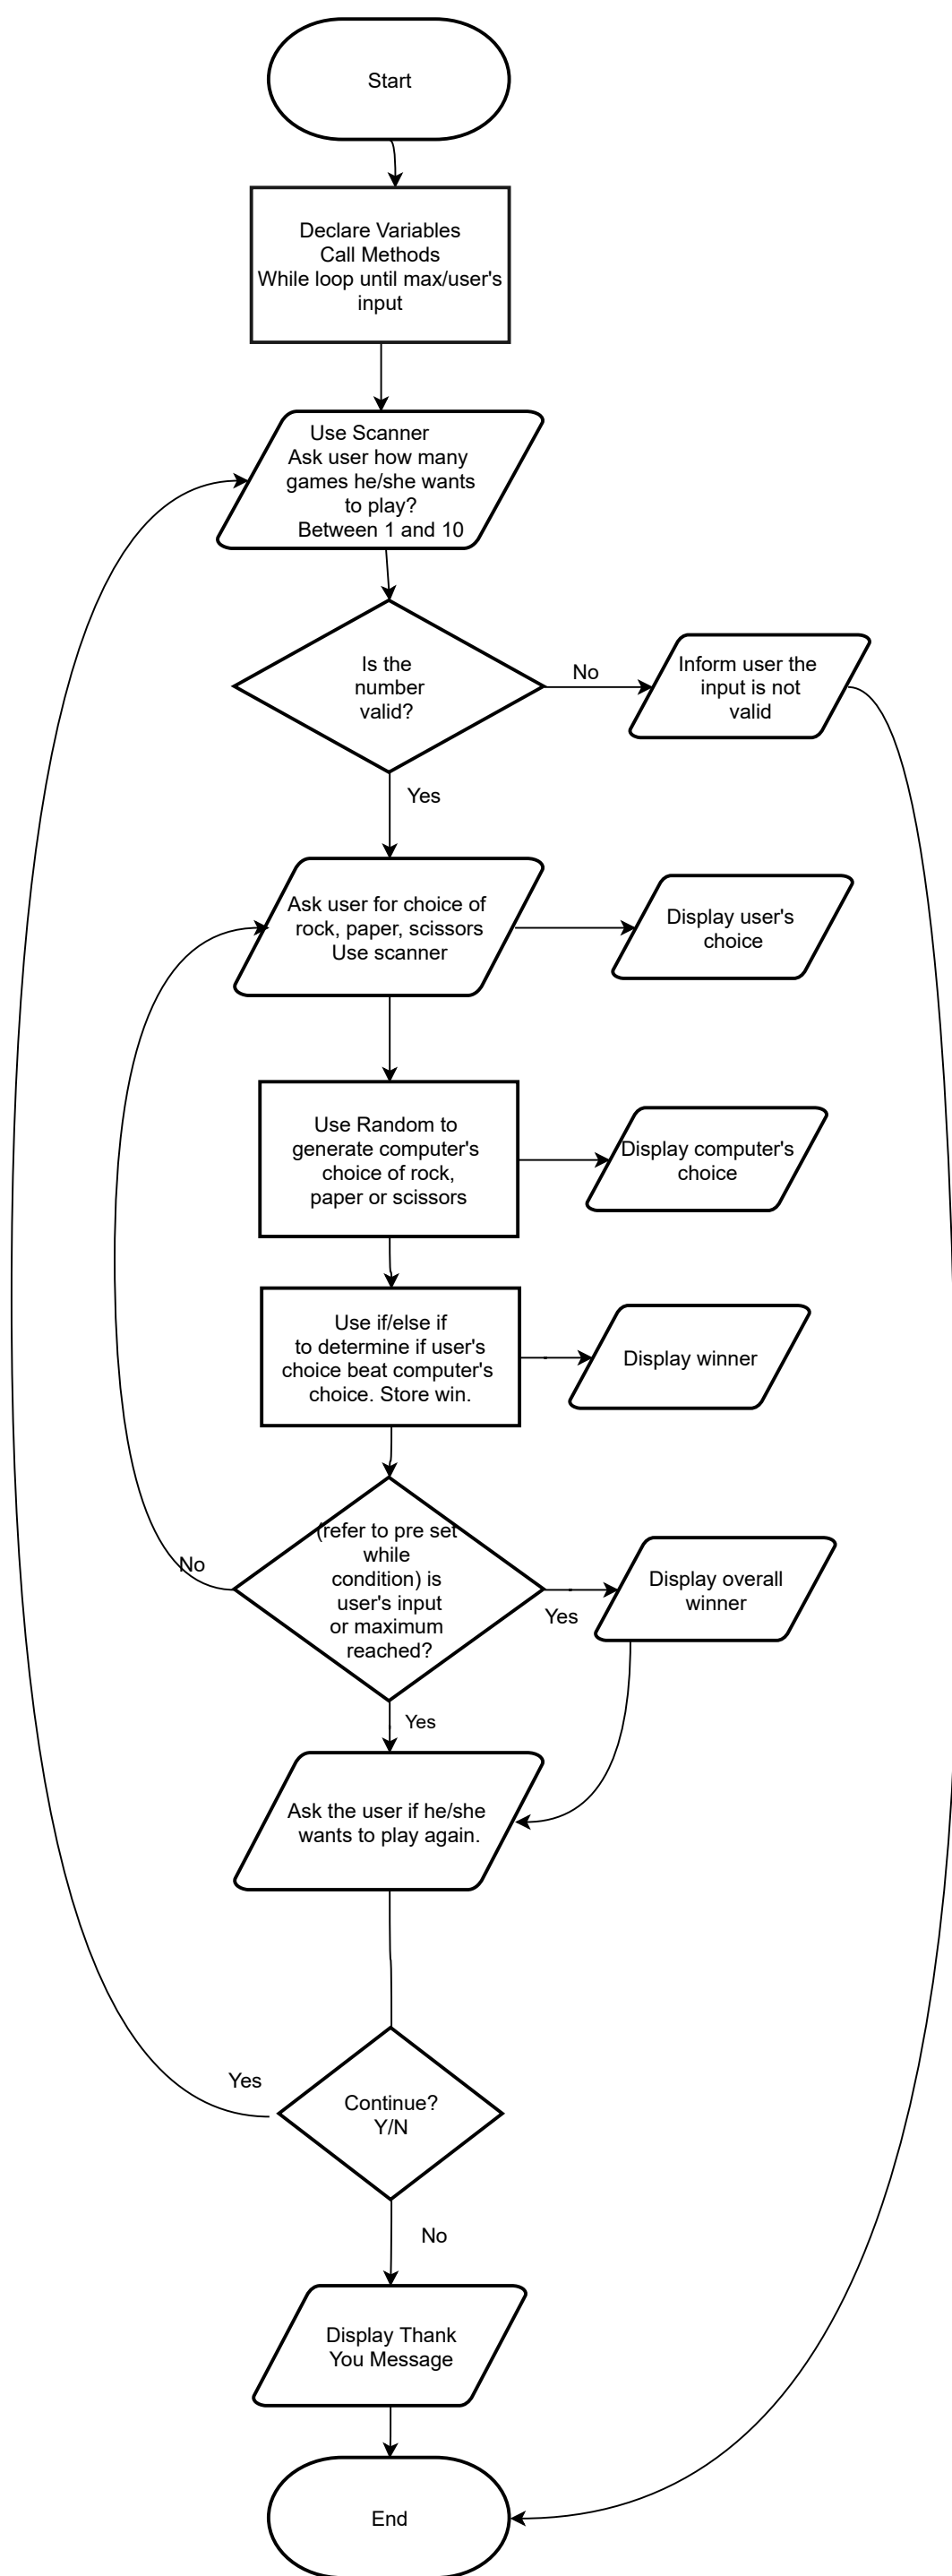 Start
Declare Variables
Call Methods
While loop until max/user's
input
Use Scanner
Ask user how many
games he/she wants
to play?
Between 1 and 10
Is the
number
valid?
No
Inform user the
input is not
valid
Yes
Ask user for choice of
rock, paper, scissors
Use scanner
Display user's
choice
Use Random to
generate computer's
choice of rock,
paper or scissors
Display computer's
choice
Use if/else if
to determine if user's
choice beat computer's
choice. Store win.
Display winner
(refer to pre set
while
condition) is
user's input
or maximum
reached?
No
Yes
Display overall
winner
Yes
Ask the user if he/she
wants to play again.
Yes
Continue?
Y/N
No
Display Thank
You Message
End